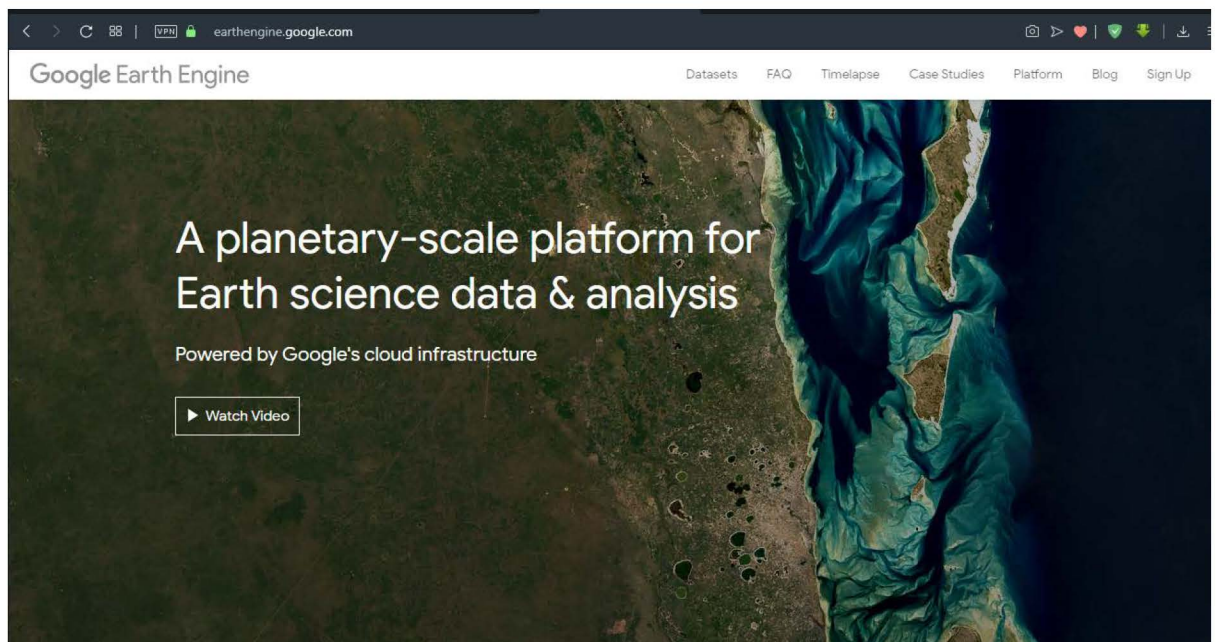 VPN earthengine.google.com
Google Earth Engine Datasets FAQ Timelapse Case Studies Platform Blog Sign Up
A planetary-scale platform for
Earth science data & analysis
Powered by Google's cloud infrastructure
Watch Video